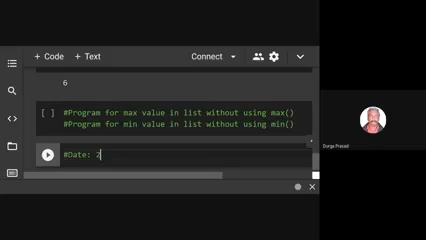 + Code + Text
Connect
6
[ ] #Program for max value in list without using max()
#Program for min value in list without using min()
#Date: 2
Durga Prasad